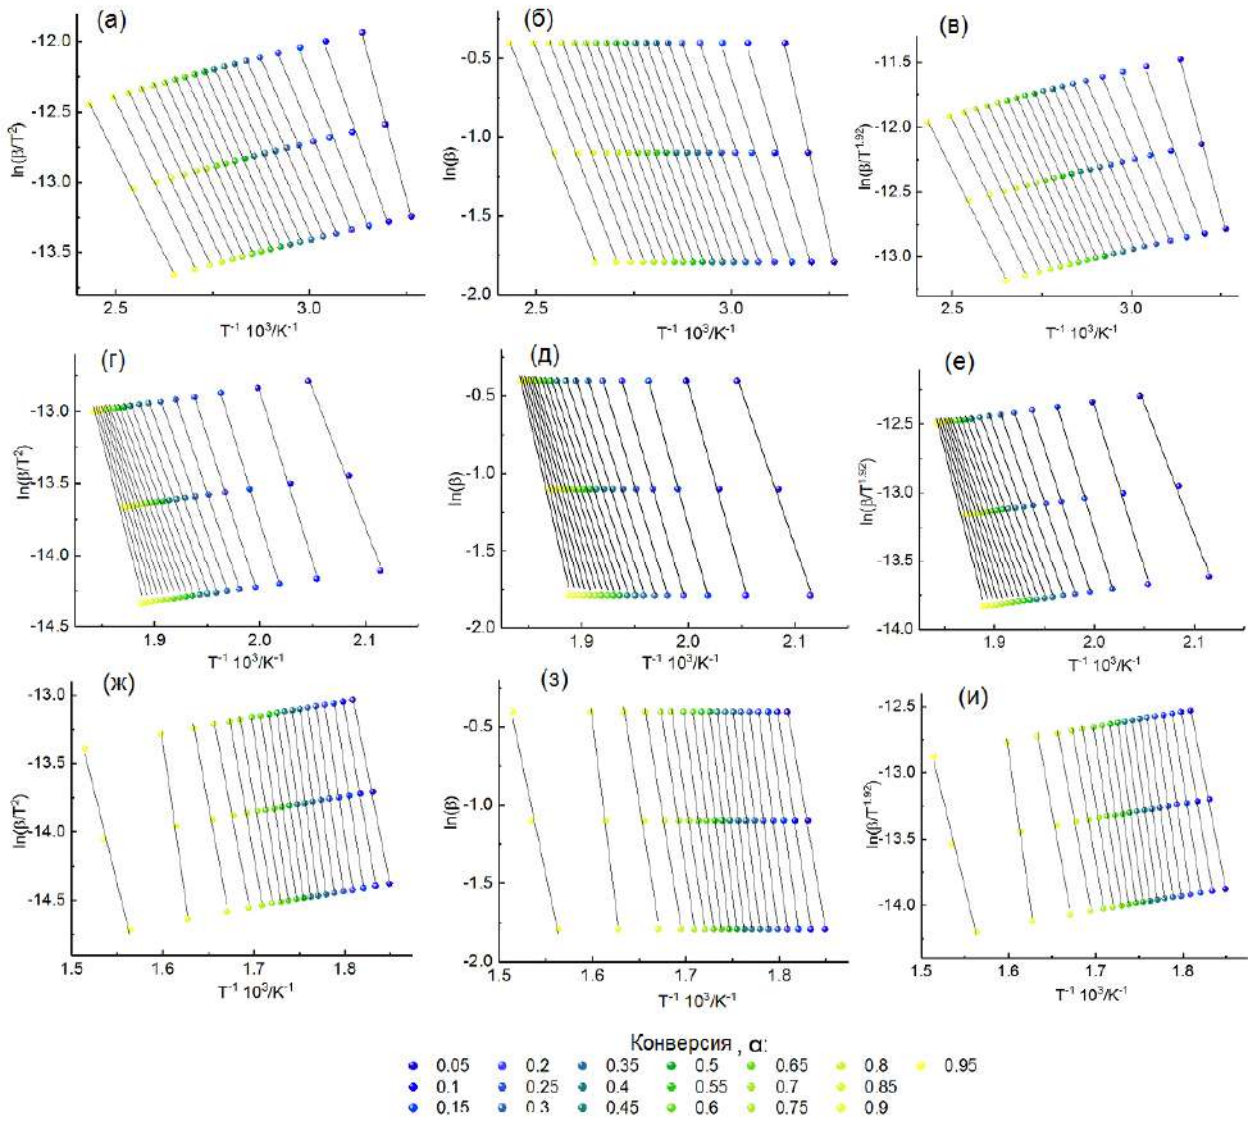 (а)
-12.0
-12.5
-13.0
-13.5
ln(β/T²)
2.5 3.0
T⁻¹ 10³/K⁻¹
(б)
-0.5
-1.0
-1.5
-2.0
ln(β)
2.5 3.0
T⁻¹ 10³/K⁻¹
(в)
-11.5
-12.0
-12.5
-13.0
ln(β/T¹·⁹²)
2.5 3.0
T⁻¹ 10³/K⁻¹
(г)
-13.0
-13.5
-14.0
-14.5
ln(β/T²)
1.9 2.0 2.1
T⁻¹ 10³/K⁻¹
(д)
-0.5
-1.0
-1.5
-2.0
ln(β)
1.9 2.0 2.1
T⁻¹ 10³/K⁻¹
(е)
-12.5
-13.0
-13.5
-14.0
ln(β/T¹·⁹²)
1.9 2.0 2.1
T⁻¹ 10³/K⁻¹
(ж)
-13.0
-13.5
-14.0
-14.5
ln(β/T²)
1.5 1.6 1.7 1.8
T⁻¹ 10³/K⁻¹
(з)
-0.5
-1.0
-1.5
-2.0
ln(β)
1.5 1.6 1.7 1.8
T⁻¹ 10³/K⁻¹
(и)
-12.5
-13.0
-13.5
-14.0
ln(β/T¹·⁹²)
1.5 1.6 1.7 1.8
T⁻¹ 10³/K⁻¹
Конверсия , α:
0.05 0.2 0.35 0.5 0.65 0.8 0.95
0.1 0.25 0.4 0.55 0.7 0.85
0.15 0.3 0.45 0.6 0.75 0.9